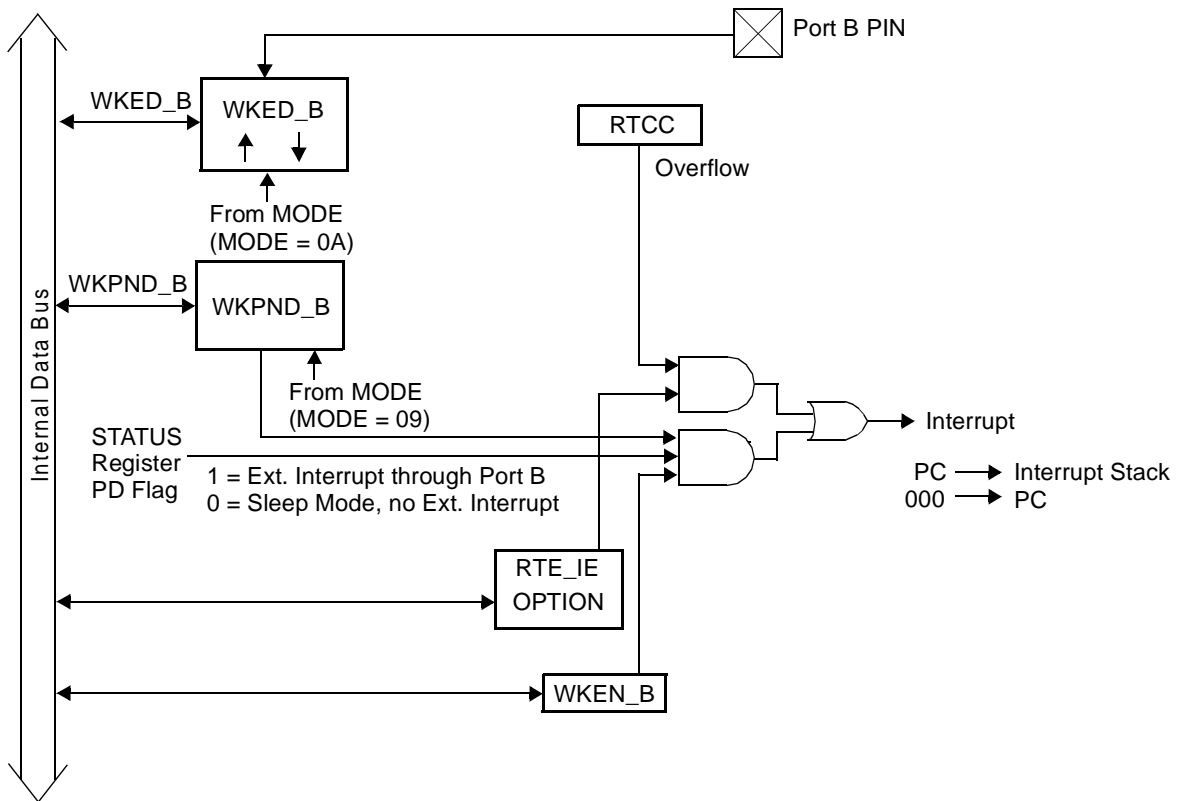 Port B PIN
WKED_B
WKED_B
RTCC
Overflow
From MODE
(MODE = 0A)
WKPND_B
WKPND_B
Internal Data Bus
From MODE
(MODE = 09)
STATUS
Register
PD Flag
1 = Ext. Interrupt through Port B
0 = Sleep Mode, no Ext. Interrupt
Interrupt
PC
Interrupt Stack
000
PC
RTE_IE
OPTION
WKEN_B